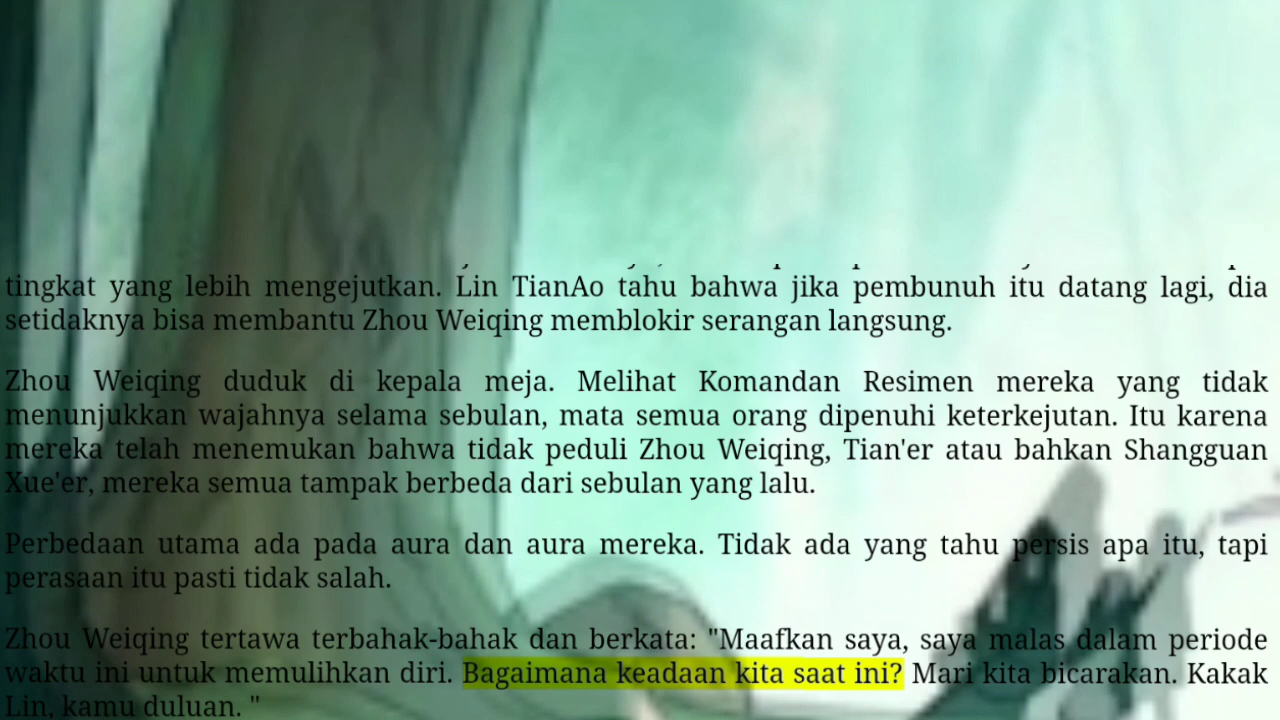 tingkat yang lebih mengejutkan. Lin TianAo tahu bahwa jika pembunuh itu datang lagi, dia
setidaknya bisa membantu Zhou Weiqing memblokir serangan langsung.
Zhou Weiqing duduk di kepala meja. Melihat Komandan Resimen mereka yang tidak
menunjukkan wajahnya selama sebulan, mata semua orang dipenuhi keterkejutan. Itu karena
mereka telah menemukan bahwa tidak peduli Zhou Weiqing, Tian'er atau bahkan Shangguan
Xue'er, mereka semua tampak berbeda dari sebulan yang lalu.
Perbedaan utama ada pada aura dan aura mereka. Tidak ada yang tahu persis apa itu, tapi
perasaan itu pasti tidak salah.
Zhou Weiqing tertawa terbahak-bahak dan berkata: "Maafkan saya, saya malas dalam periode
waktu ini untuk memulihkan diri. Bagaimana keadaan kita saat ini? Mari kita bicarakan. Kakak
Lin, kamu duluan. "